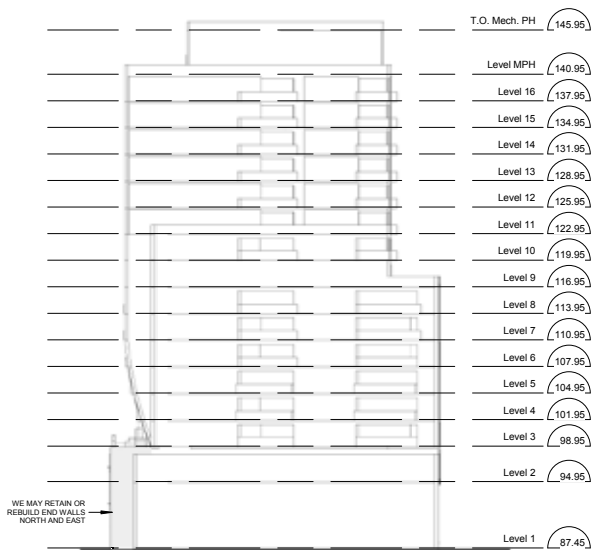 T.O. Mech. PH 145.95
Level MPH 140.95
Level 16 137.95
Level 15 134.95
Level 14 131.95
Level 13 128.95
Level 12 125.95
Level 11 122.95
Level 10 119.95
Level 9 116.95
Level 8 113.95
Level 7 110.95
Level 6 107.95
Level 5 104.95
Level 4 101.95
Level 3 98.95
Level 2 94.95
WE MAY RETAIN OR
REBUILD END WALLS
NORTH AND EAST
Level 1 87.45